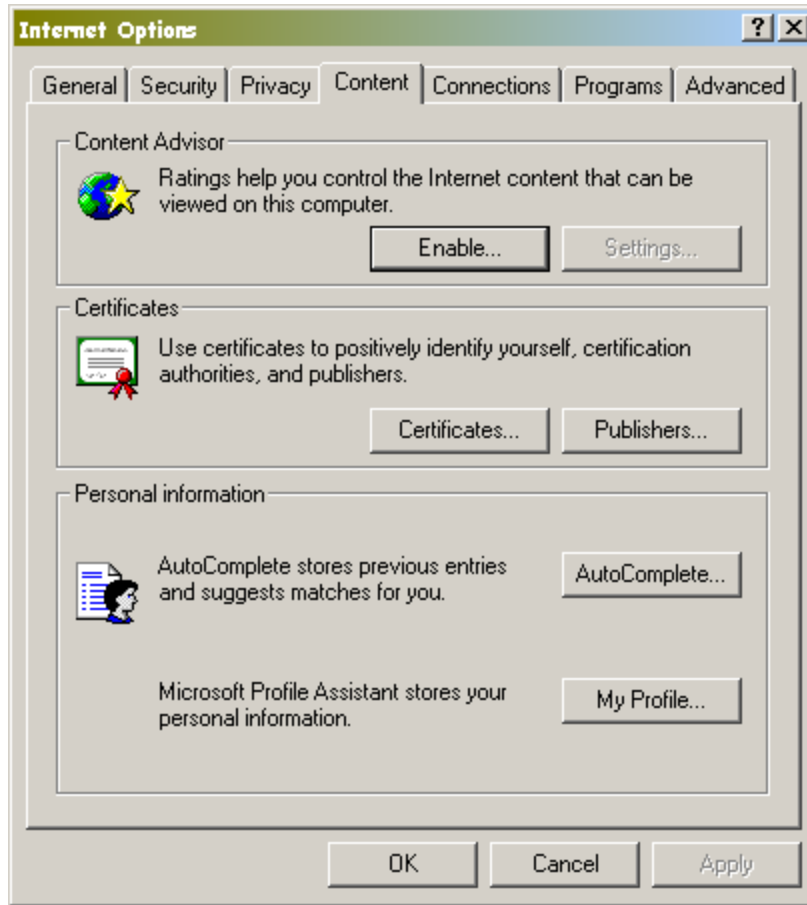 Internet Options
General Security Privacy Content Connections Programs Advanced
Content Advisor
Ratings help you control the Internet content that can be
viewed on this computer.
Enable... Settings...
Certificates
Use certificates to positively identify yourself, certification
authorities, and publishers.
Certificates... Publishers...
Personal information
AutoComplete stores previous entries
and suggests matches for you.
AutoComplete...
Microsoft Profile Assistant stores your
personal information.
My Profile...
OK Cancel Apply